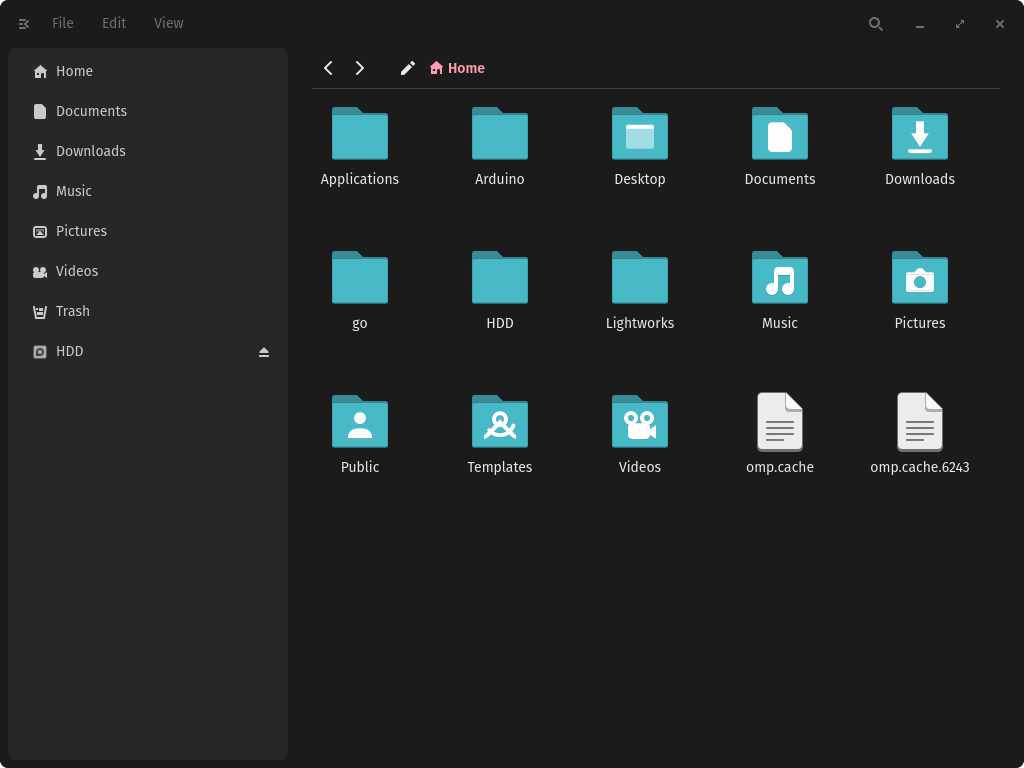 File Edit View
Home
Documents
Downloads
Music
Pictures
Videos
Trash
HDD
Home
Applications Arduino Desktop Documents Downloads
go HDD Lightworks Music Pictures
Public Templates Videos omp.cache omp.cache.6243